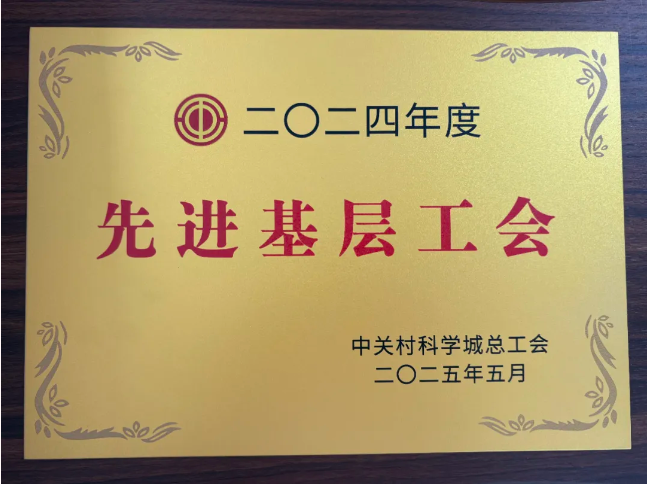 二〇二四年度
先进基层工会
中关村科学城总工会
二〇二五年五月